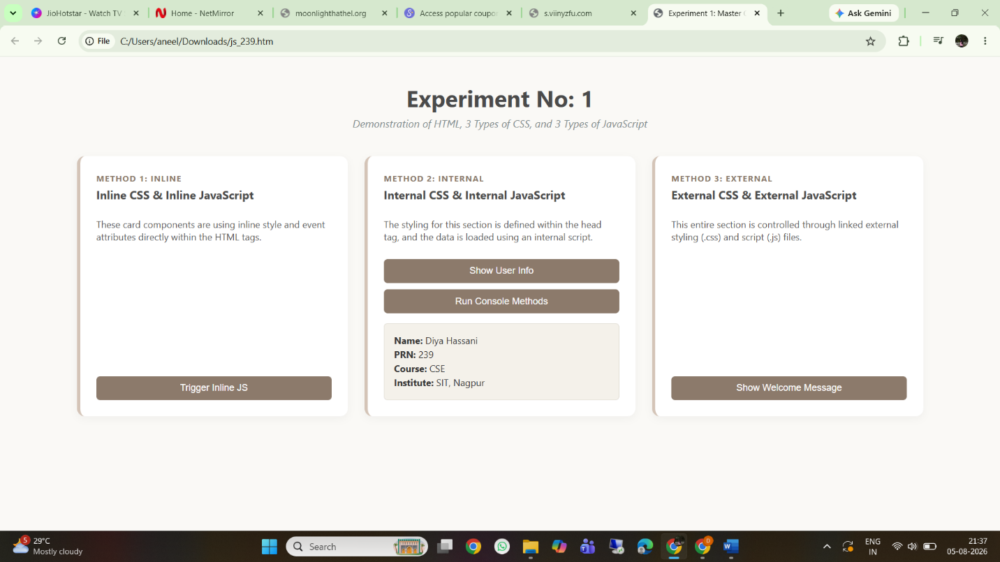 JioHotstar - Watch TV
Home - NetMirror
moonlighthathel.org
Access popular coupo
s.viinyzfu.com
Experiment 1: Master
Ask Gemini
File
C:/Users/aneel/Downloads/js_239.htm
Experiment No: 1
Demonstration of HTML, 3 Types of CSS, and 3 Types of JavaScript
METHOD 1: INLINE
Inline CSS & Inline JavaScript
These card components are using inline style and event
attributes directly within the HTML tags.
Trigger Inline JS
METHOD 2: INTERNAL
Internal CSS & Internal JavaScript
The styling for this section is defined within the head
tag, and the data is loaded using an internal script.
Show User Info
Run Console Methods
Name: Diya Hassani
PRN: 239
Course: CSE
Institute: SIT, Nagpur
METHOD 3: EXTERNAL
External CSS & External JavaScript
This entire section is controlled through linked external
styling (.css) and script (.js) files.
Show Welcome Message
5
29°C
Mostly cloudy
Search
D
ENG
IN
21:37
05-08-2026